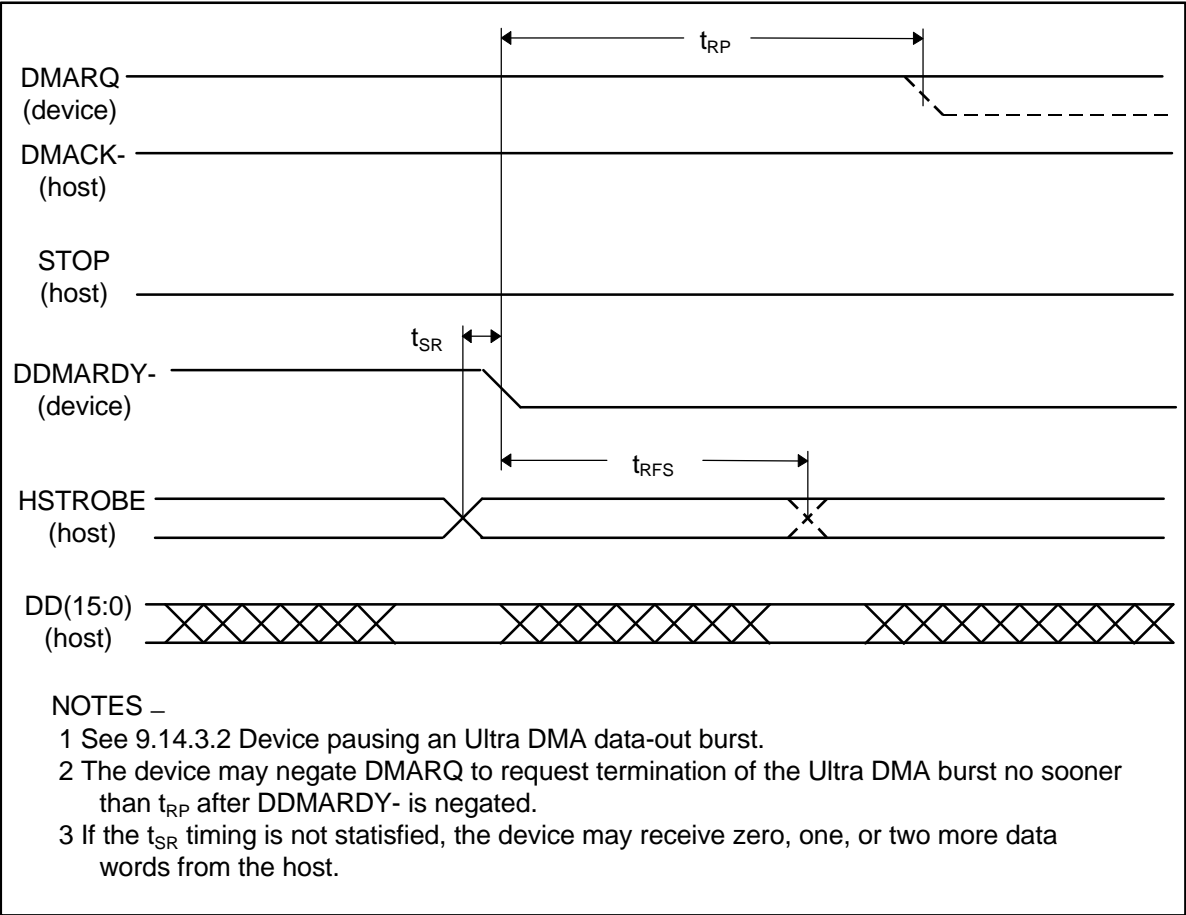 tRP
DMARQ
(device)
DMACK-
(host)
STOP
(host)
tSR
DDMARDY-
(device)
tRFS
HSTROBE
(host)
DD(15:0)
(host)
NOTES –
1 See 9.14.3.2 Device pausing an Ultra DMA data-out burst.
2 The device may negate DMARQ to request termination of the Ultra DMA burst no sooner
than tRP after DDMARDY- is negated.
3 If the tSR timing is not statisfied, the device may receive zero, one, or two more data
words from the host.